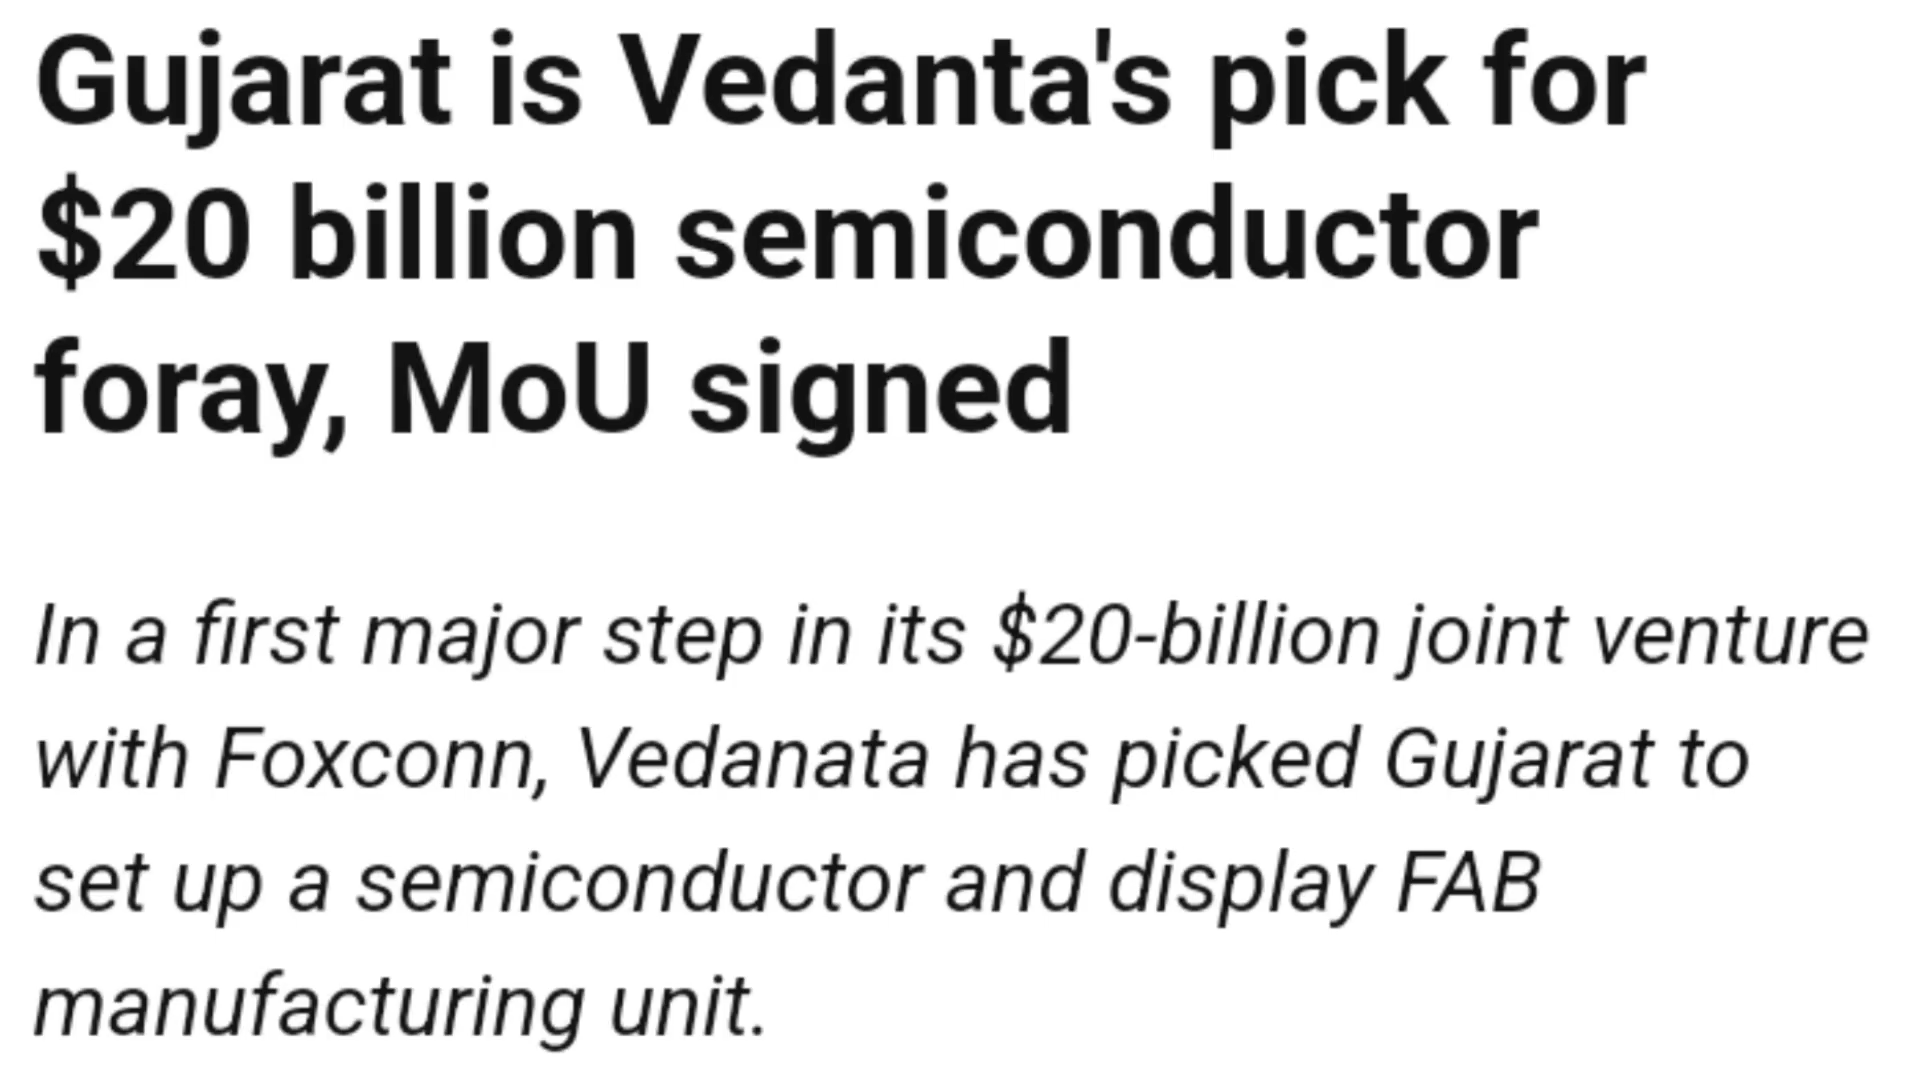 Gujarat is Vedanta's pick for
$20 billion semiconductor
foray, MoU signed
In a first major step in its $20-billion joint venture
with Foxconn, Vedanata has picked Gujarat to
set up a semiconductor and display FAB
manufacturing unit.